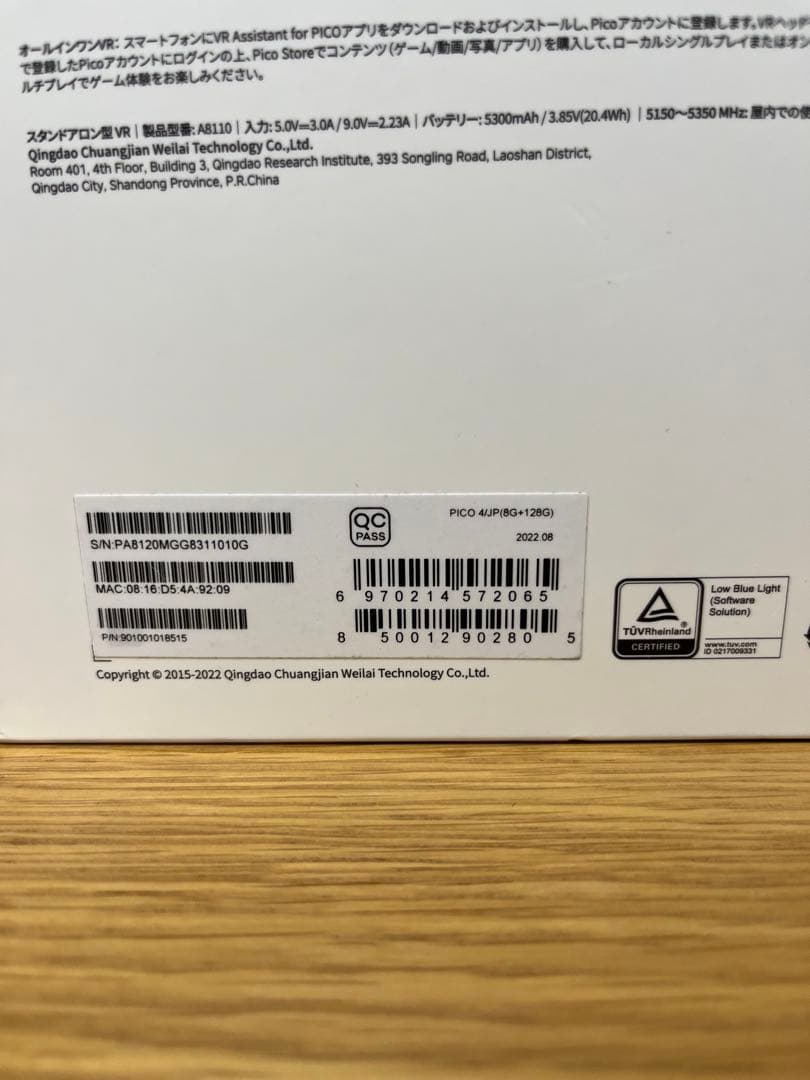 オールインワンVR: スマートフォンにVR Assistant for PICOアプリをダウンロードおよびインストールし、Picoアカウントに登録します。VRヘッデ
で登録したPicoアカウントにログインの上、Pico Storeでコンテンツ（ゲーム/動画/写真/アプリ）を購入して、ローカルシングルプレイまたはオン
ルチプレイでゲーム体験をお楽しみください。
スタンドアロン型 VR | 製品型番: A8110 | 入力: 5.0V=3.0A / 9.0V=2.23A | バッテリー: 5300mAh / 3.85V(20.4Wh) | 5150〜5350 MHz: 屋内での使
Qingdao Chuangjian Weilai Technology Co.,Ltd.
Room 401, 4th Floor, Building 3, Qingdao Research Institute, 393 Songling Road, Laoshan District,
Qingdao City, Shandong Province, P.R.China
S/N:PA8120MGG8311010G
MAC:08:16:D5:4A:92:09
P/N:901001018515
QC
PASS
PICO 4/JP(8G+128G)
2022.08
6 970214 572065
8 50012 90280 5
TÜVRheinland®
CERTIFIED
Low Blue Light
(Software
Solution)
www.tuv.com
ID 0217009331
Copyright © 2015-2022 Qingdao Chuangjian Weilai Technology Co.,Ltd.